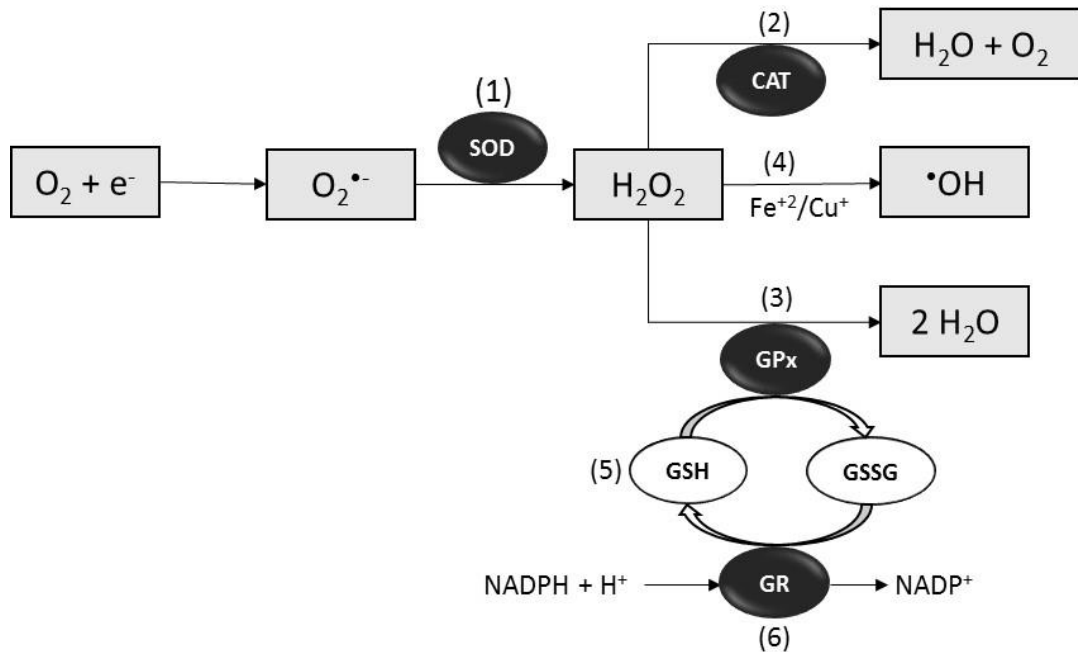 (2)
H₂O + O₂
CAT
(1)
SOD
O₂ + e⁻
O₂•⁻
H₂O₂
(4)
Fe⁺²/Cu⁺
•OH
(3)
2 H₂O
GPx
(5)
GSH
GSSG
NADPH + H⁺
GR
NADP⁺
(6)